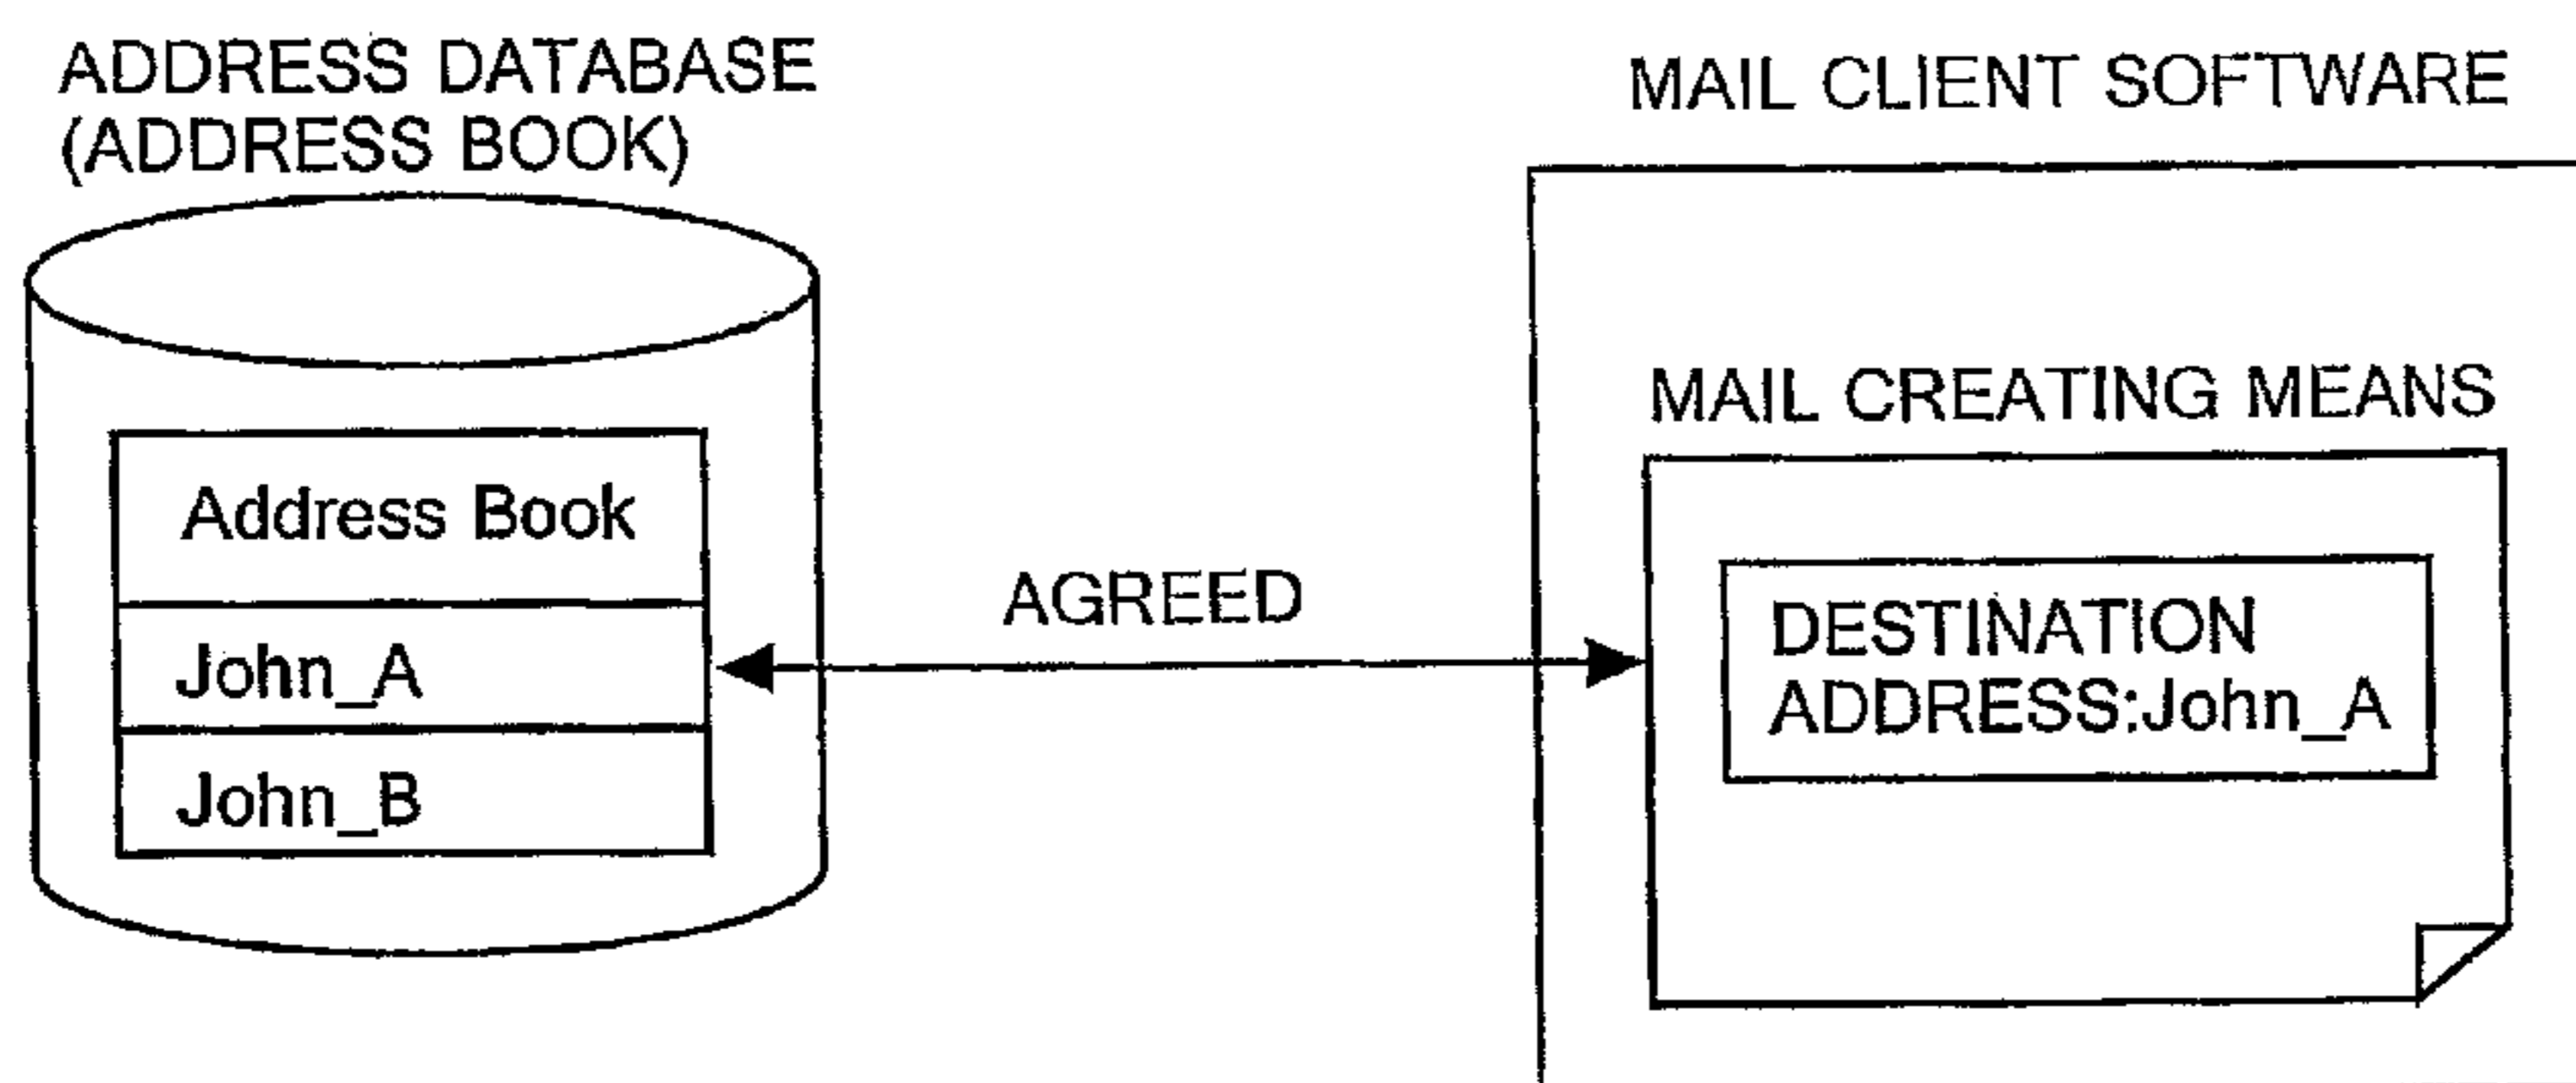 ADDRESS DATABASE
(ADDRESS BOOK)
Address Book
John_A
John_B
AGREED
MAIL CLIENT SOFTWARE
MAIL CREATING MEANS
DESTINATION
ADDRESS:John_A